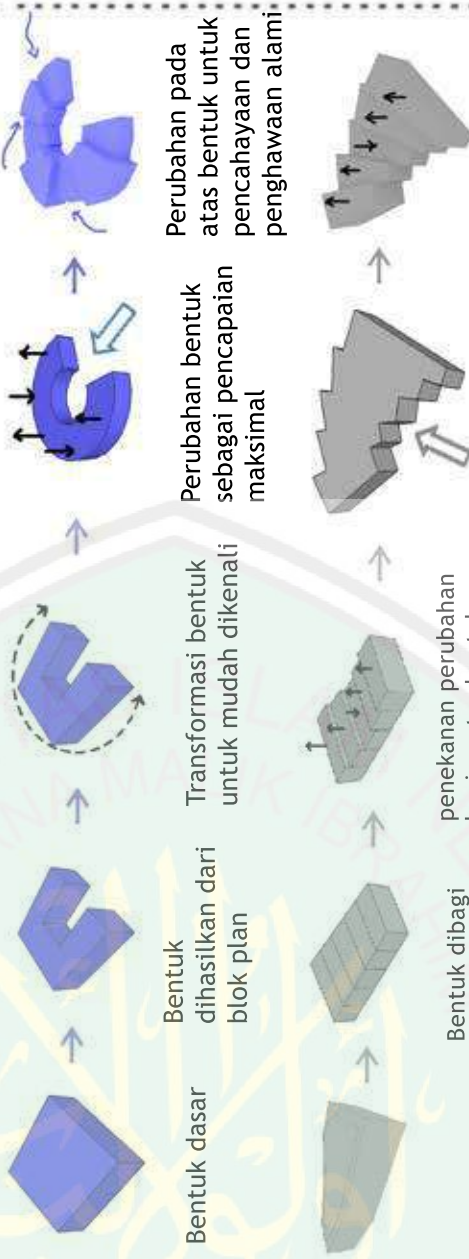 Bentuk dasar
Bentuk
dihasilkan dari
blok plan
Transformasi bentuk
untuk mudah dikenali
Perubahan bentuk
sebagai pencapaian
maksimal
Perubahan pada
atas bentuk untuk
pencahayaan dan
penghawaan alami
Bentuk dibagi
penekanan perubahan